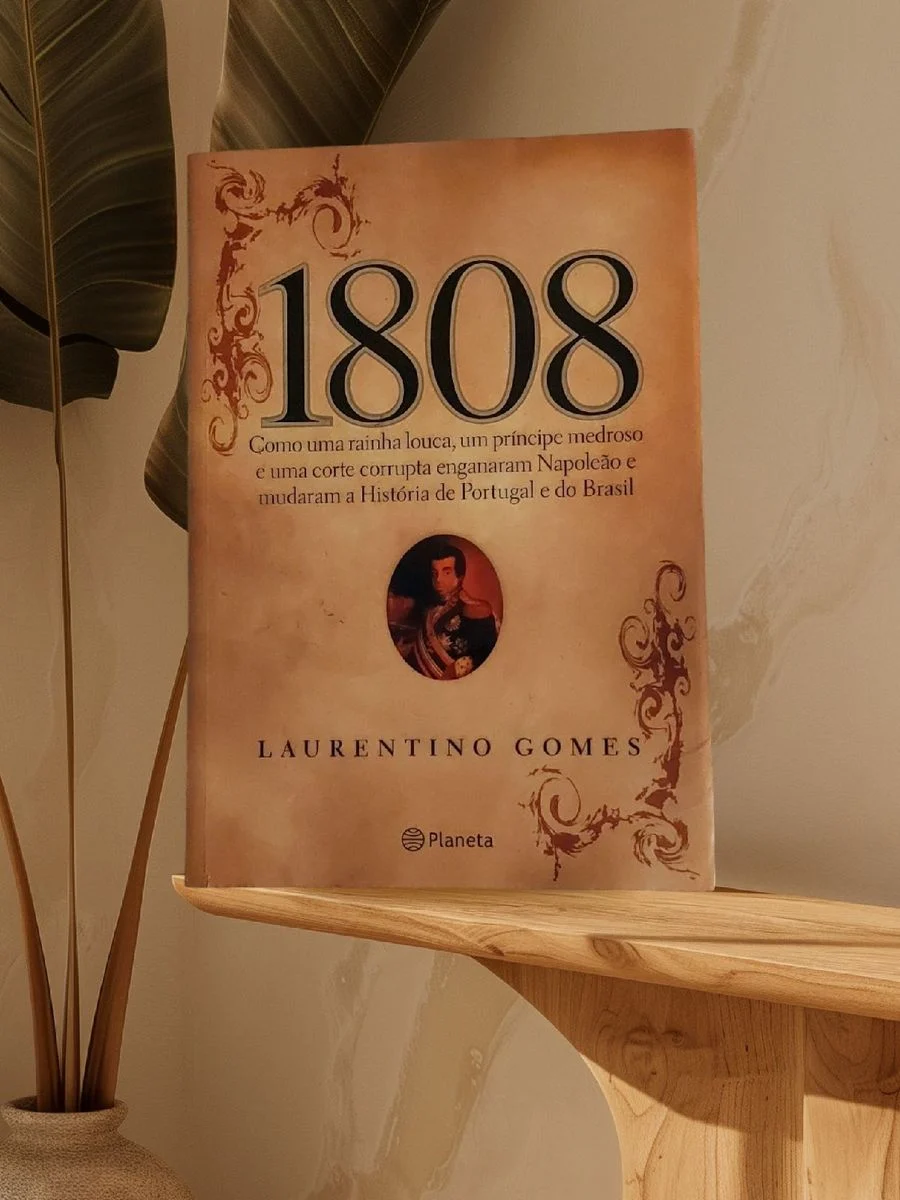 1808
Como uma rainha louca, um príncipe medroso
e uma corte corrupta enganaram Napoleão e
mudaram a História de Portugal e do Brasil
LAURENTINO GOMES
Planeta